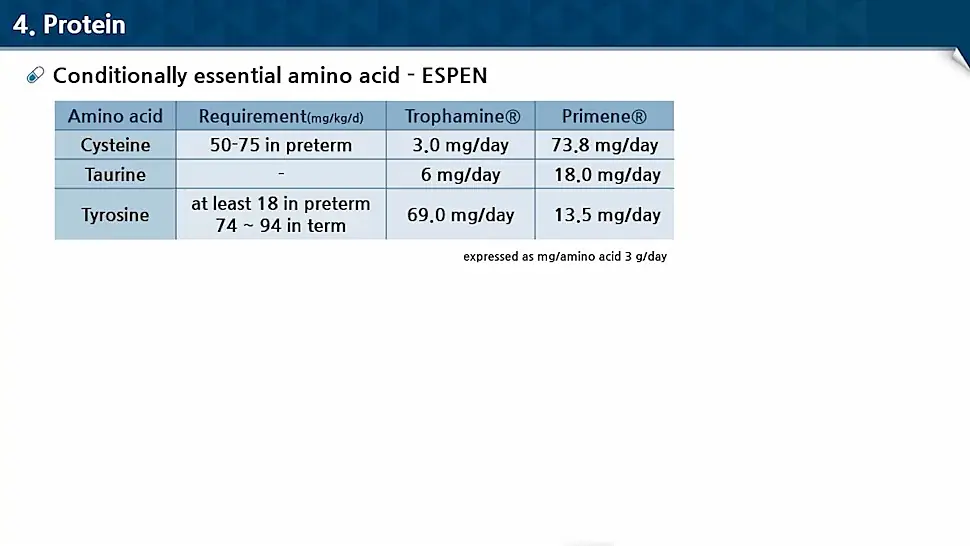 4. Protein
Conditionally essential amino acid - ESPEN
Amino acid Requirement(mg/kg/d) Trophamine® Primene®
Cysteine 50-75 in preterm 3.0 mg/day 73.8 mg/day
Taurine - 6 mg/day 18.0 mg/day
Tyrosine at least 18 in preterm 69.0 mg/day 13.5 mg/day
74 ~ 94 in term
expressed as mg/amino acid 3 g/day